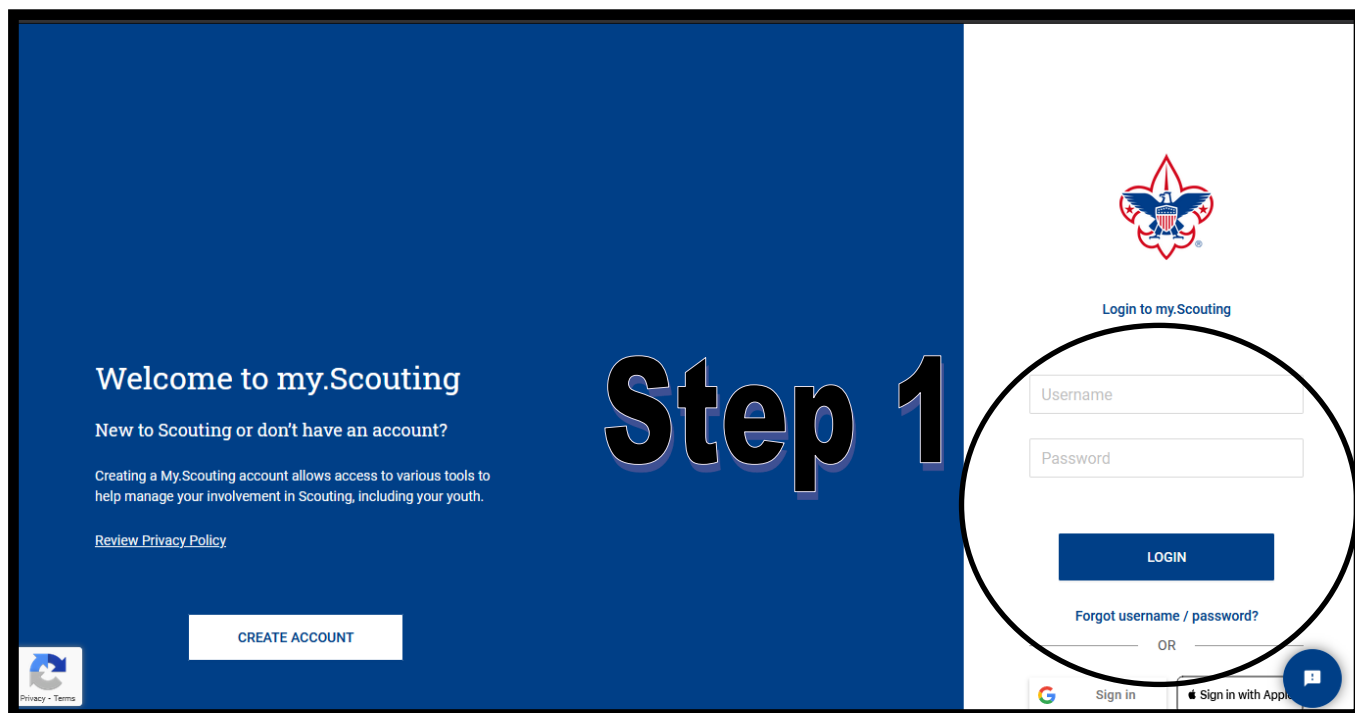 Welcome to my.Scouting
New to Scouting or don't have an account?
Creating a My.Scouting account allows access to various tools to
help manage your involvement in Scouting, including your youth.
Review Privacy Policy
CREATE ACCOUNT
Privacy - Terms
Step 1
®
Login to my.Scouting
Username
Password
LOGIN
Forgot username / password?
OR
G Sign in
Sign in with Apple